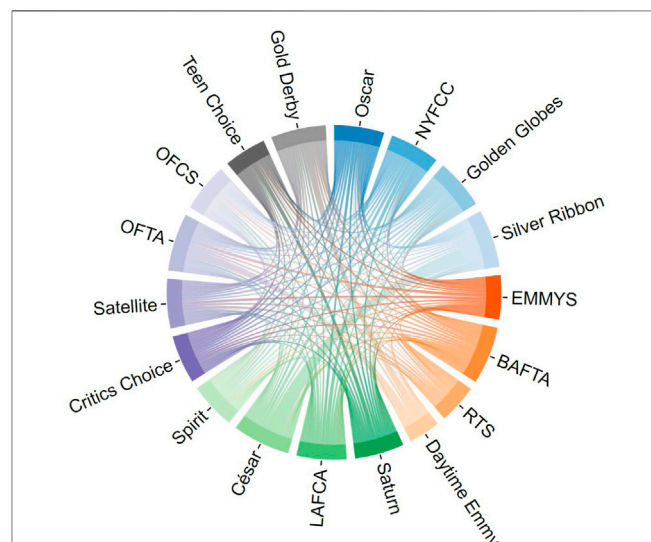 Oscar
NYFCC
Golden Globes
Silver Ribbon
EMMYS
BAFTA
RTS
Daytime Emmy
Saturn
LAFCA
César
Spirit
Critics Choice
Satellite
OFTA
OFCS
Teen Choice
Gold Derby